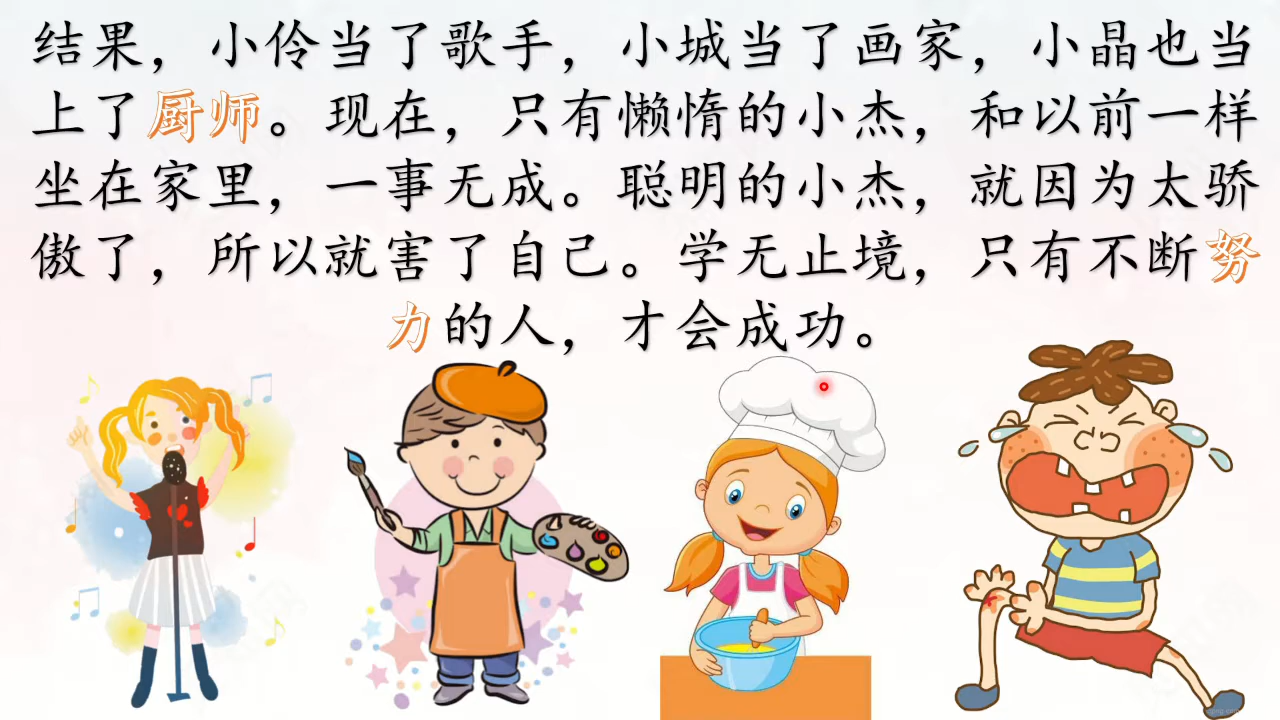 结果，小伶当了歌手，小城当了画家，小晶也当
上了厨师。现在，只有懒惰的小杰，和以前一样
坐在家里，一事无成。聪明的小杰，就因为太骄
傲了，所以就害了自己。学无止境，只有不断努
力的人，才会成功。